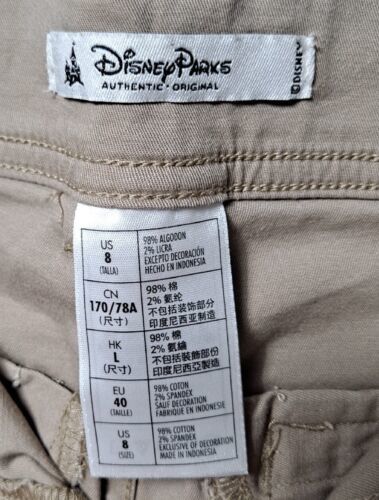 DISNEY PARKS
AUTHENTIC • ORIGINAL
©DISNEY
US
8
(TALLA)
98% ALGODON
2% LICRA
EXCEPTO DECORACIÓN
HECHO EN INDONESIA
CN
170/78A
(尺寸)
98% 棉
2% 氨纶
不包括装饰部分
印度尼西亚制造
HK
L
(尺寸)
98% 棉
2% 氨綸
不包括裝飾部份
印度尼西亞製造
EU
40
(TAILLE)
98% COTON
2% SPANDEX
SAUF DECORATION
FABRIQUE EN INDONESIE
US
8
(SIZE)
98% COTTON
2% SPANDEX
EXCLUSIVE OF DECORATION
MADE IN INDONESIA